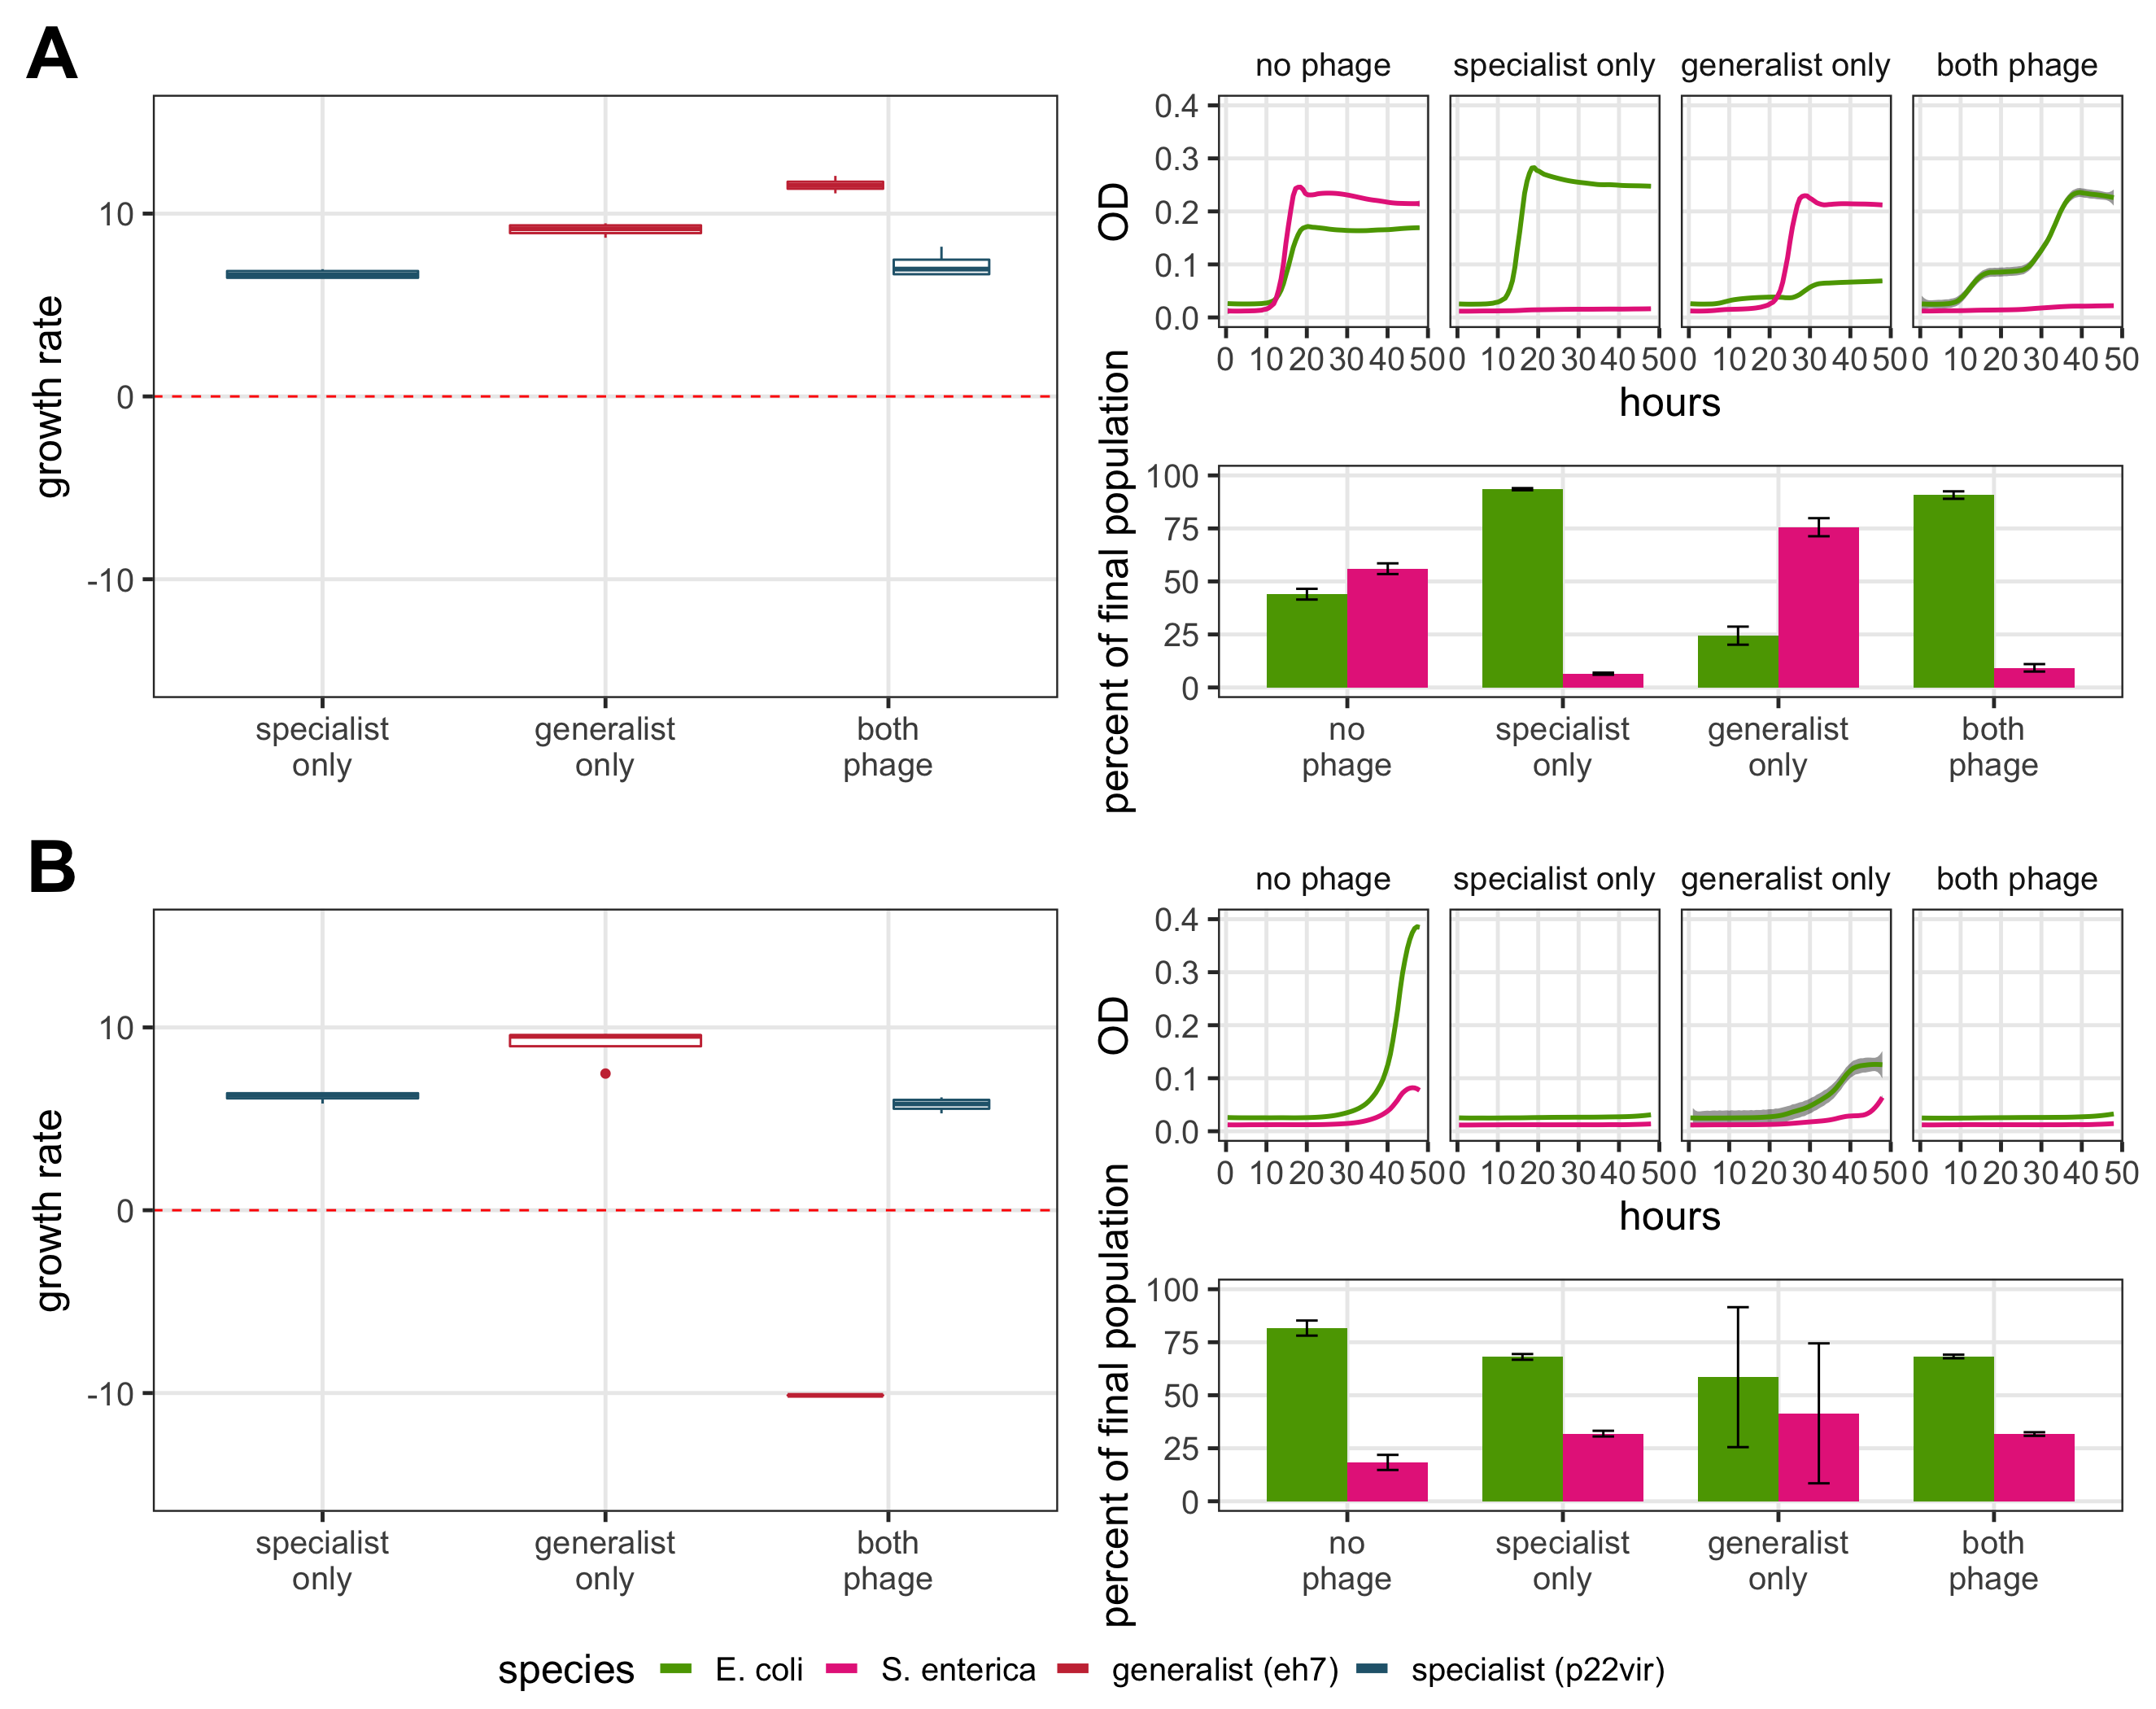 A
growth rate
10
0
-10
specialist
only
generalist
only
both
phage
no phage
specialist only
generalist only
both phage
OD
0.4
0.3
0.2
0.1
0.0
0 10 20 30 40 50
0 10 20 30 40 50
0 10 20 30 40 50
0 10 20 30 40 50
hours
percent of final population
100
75
50
25
0
no
phage
specialist
only
generalist
only
both
phage
B
growth rate
10
0
-10
specialist
only
generalist
only
both
phage
no phage
specialist only
generalist only
both phage
OD
0.4
0.3
0.2
0.1
0.0
0 10 20 30 40 50
0 10 20 30 40 50
0 10 20 30 40 50
0 10 20 30 40 50
hours
percent of final population
100
75
50
25
0
no
phage
specialist
only
generalist
only
both
phage
species E. coli S. enterica generalist (eh7) specialist (p22vir)